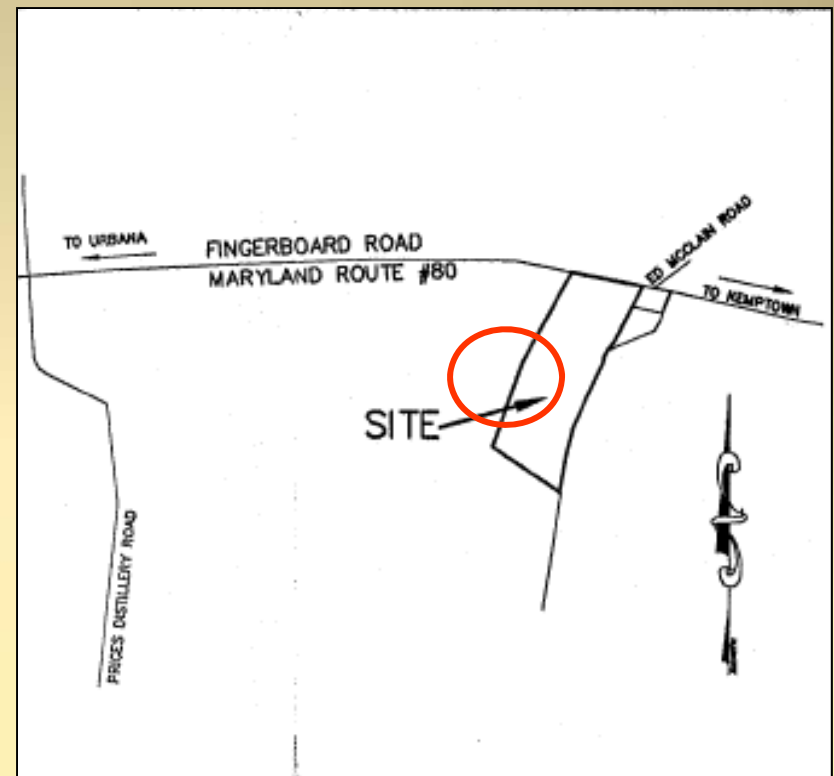 TO URBANA
FINGERBOARD ROAD
MARYLAND ROUTE #80
ED MCCLAIN ROAD
TO KEMPTOWN
SITE
PRICES DISTILLERY ROAD